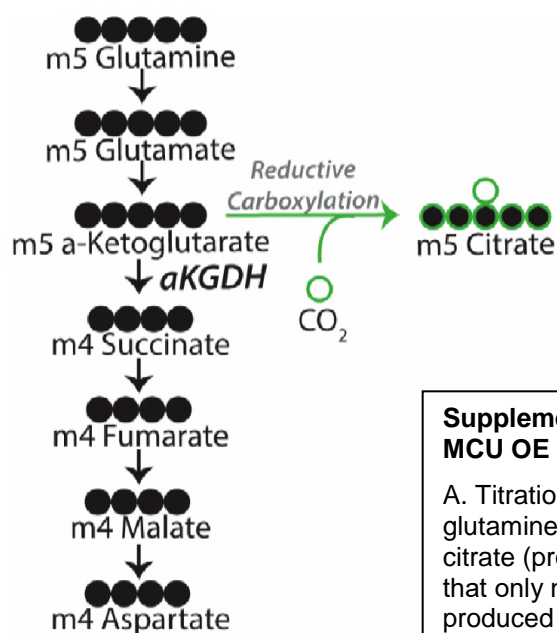 m5 Glutamine
m5 Glutamate
Reductive
Carboxylation
m5 a-Ketoglutarate
m5 Citrate
aKGDH
CO2
m4 Succinate
m4 Fumarate
m4 Malate
m4 Aspartate
Suppleme
MCU OE
A. Titratio
glutamine
citrate (pr
that only
produced